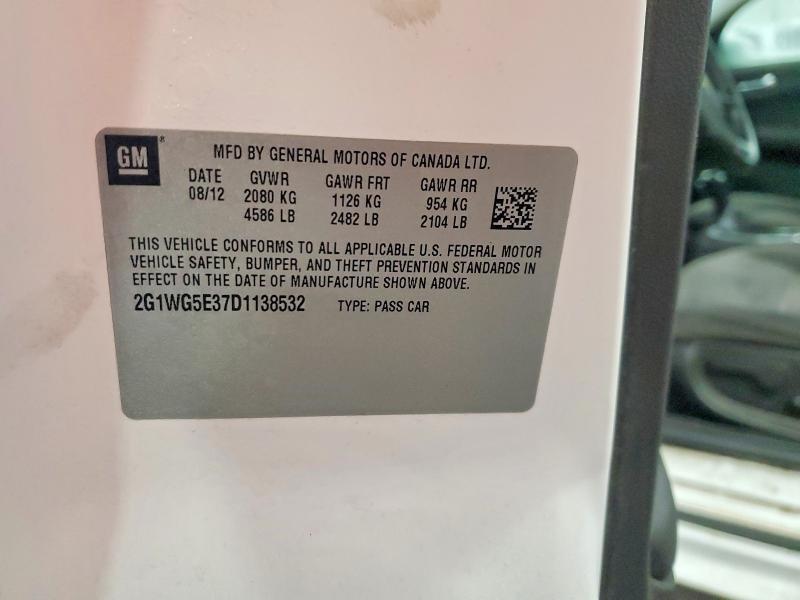 GM ®
MFD BY GENERAL MOTORS OF CANADA LTD.
DATE GVWR GAWR FRT GAWR RR
08/12 2080 KG 1126 KG 954 KG
4586 LB 2482 LB 2104 LB
THIS VEHICLE CONFORMS TO ALL APPLICABLE U.S. FEDERAL MOTOR
VEHICLE SAFETY, BUMPER, AND THEFT PREVENTION STANDARDS IN
EFFECT ON THE DATE OF MANUFACTURE SHOWN ABOVE.
2G1WG5E37D1138532 TYPE: PASS CAR